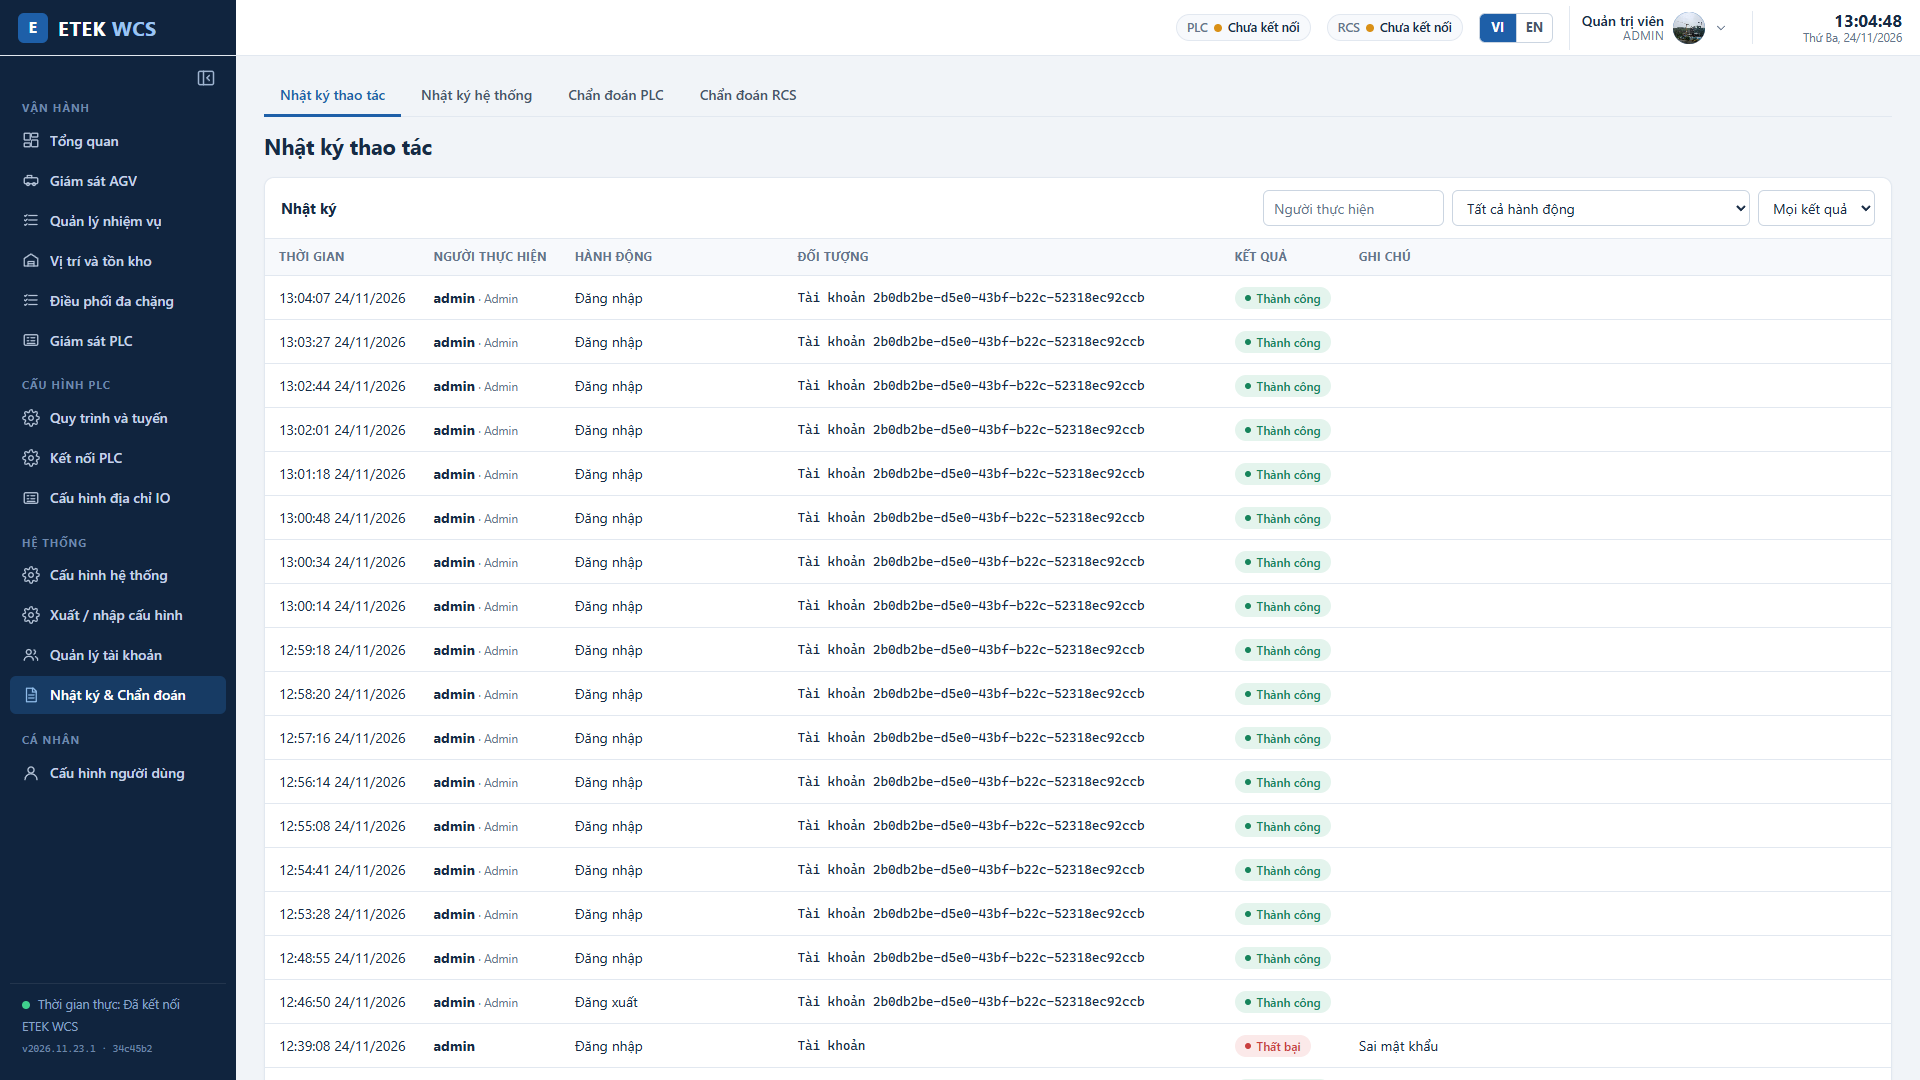 E ETEK WCS
PLC Chưa kết nối
RCS Chưa kết nối
VI EN
Quản trị viên
ADMIN
13:04:48
Thứ Ba, 24/11/2026
VẬN HÀNH
Tổng quan
Giám sát AGV
Quản lý nhiệm vụ
Vị trí và tồn kho
Điều phối đa chặng
Giám sát PLC
CẤU HÌNH PLC
Quy trình và tuyến
Kết nối PLC
Cấu hình địa chỉ IO
HỆ THỐNG
Cấu hình hệ thống
Xuất / nhập cấu hình
Quản lý tài khoản
Nhật ký & Chẩn đoán
CÁ NHÂN
Cấu hình người dùng
Thời gian thực: Đã kết nối
ETEK WCS
v2026.11.23.1 · 34c45b2
Nhật ký thao tác Nhật ký hệ thống Chẩn đoán PLC Chẩn đoán RCS
Nhật ký thao tác
Nhật ký Người thực hiện Tất cả hành động Mọi kết quả
THỜI GIAN NGƯỜI THỰC HIỆN HÀNH ĐỘNG ĐỐI TƯỢNG KẾT QUẢ GHI CHÚ
13:04:07 24/11/2026 admin · Admin Đăng nhập Tài khoản 2b0db2be-d5e0-43bf-b22c-52318ec92ccb Thành công
13:03:27 24/11/2026 admin · Admin Đăng nhập Tài khoản 2b0db2be-d5e0-43bf-b22c-52318ec92ccb Thành công
13:02:44 24/11/2026 admin · Admin Đăng nhập Tài khoản 2b0db2be-d5e0-43bf-b22c-52318ec92ccb Thành công
13:02:01 24/11/2026 admin · Admin Đăng nhập Tài khoản 2b0db2be-d5e0-43bf-b22c-52318ec92ccb Thành công
13:01:18 24/11/2026 admin · Admin Đăng nhập Tài khoản 2b0db2be-d5e0-43bf-b22c-52318ec92ccb Thành công
13:00:48 24/11/2026 admin · Admin Đăng nhập Tài khoản 2b0db2be-d5e0-43bf-b22c-52318ec92ccb Thành công
13:00:34 24/11/2026 admin · Admin Đăng nhập Tài khoản 2b0db2be-d5e0-43bf-b22c-52318ec92ccb Thành công
13:00:14 24/11/2026 admin · Admin Đăng nhập Tài khoản 2b0db2be-d5e0-43bf-b22c-52318ec92ccb Thành công
12:59:18 24/11/2026 admin · Admin Đăng nhập Tài khoản 2b0db2be-d5e0-43bf-b22c-52318ec92ccb Thành công
12:58:20 24/11/2026 admin · Admin Đăng nhập Tài khoản 2b0db2be-d5e0-43bf-b22c-52318ec92ccb Thành công
12:57:16 24/11/2026 admin · Admin Đăng nhập Tài khoản 2b0db2be-d5e0-43bf-b22c-52318ec92ccb Thành công
12:56:14 24/11/2026 admin · Admin Đăng nhập Tài khoản 2b0db2be-d5e0-43bf-b22c-52318ec92ccb Thành công
12:55:08 24/11/2026 admin · Admin Đăng nhập Tài khoản 2b0db2be-d5e0-43bf-b22c-52318ec92ccb Thành công
12:54:41 24/11/2026 admin · Admin Đăng nhập Tài khoản 2b0db2be-d5e0-43bf-b22c-52318ec92ccb Thành công
12:53:28 24/11/2026 admin · Admin Đăng nhập Tài khoản 2b0db2be-d5e0-43bf-b22c-52318ec92ccb Thành công
12:48:55 24/11/2026 admin · Admin Đăng nhập Tài khoản 2b0db2be-d5e0-43bf-b22c-52318ec92ccb Thành công
12:46:50 24/11/2026 admin · Admin Đăng xuất Tài khoản 2b0db2be-d5e0-43bf-b22c-52318ec92ccb Thành công
12:39:08 24/11/2026 admin Đăng nhập Tài khoản Thất bại Sai mật khẩu